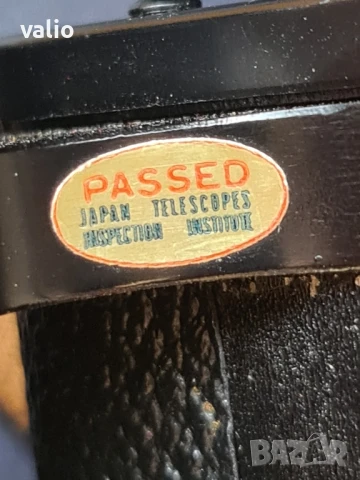 valio
PASSED
JAPAN TELESCOPES
INSPECTION INSTITUTE
BAZAR